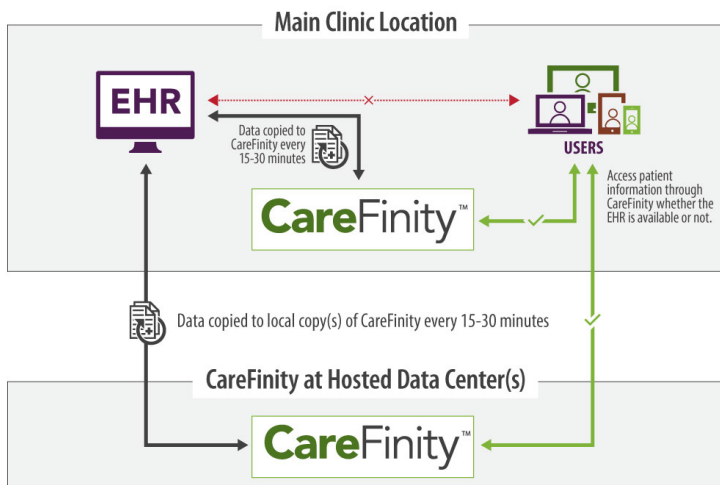 Main Clinic Location
EHR
Data copied to
CareFinity every
15-30 minutes
USERS
Access patient
information through
CareFinity whether the
EHR is available or not.
CareFinity™
Data copied to local copy(s) of CareFinity every 15-30 minutes
CareFinity at Hosted Data Center(s)
CareFinity™